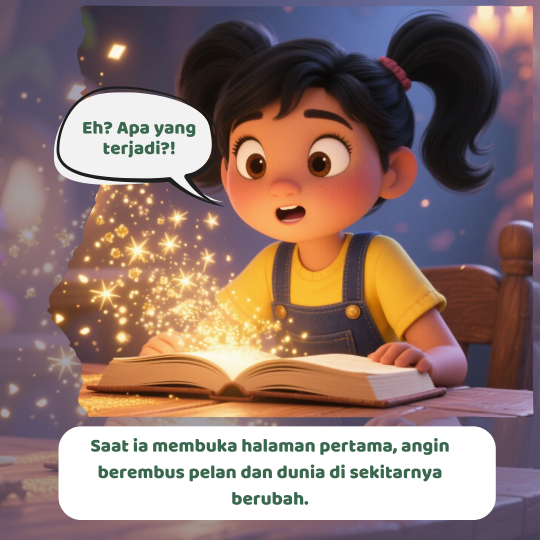 Eh? Apa yang
terjadi?!
Saat ia membuka halaman pertama, angin
berembus pelan dan dunia di sekitarnya
berubah.